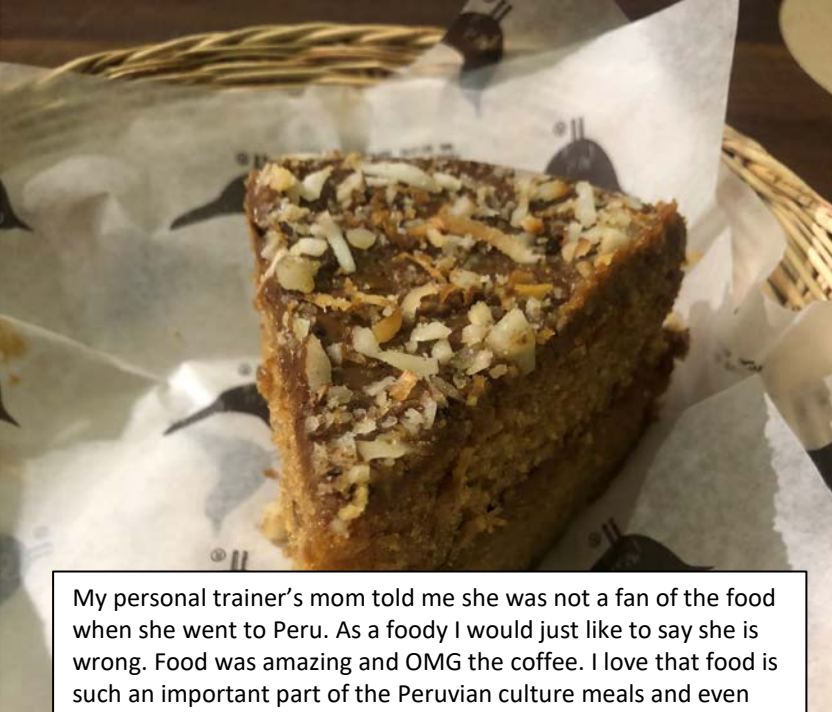 My personal trainer’s mom told me she was not a fan of the food
when she went to Peru. As a foody I would just like to say she is
wrong. Food was amazing and OMG the coffee. I love that food is
such an important part of the Peruvian culture meals and even